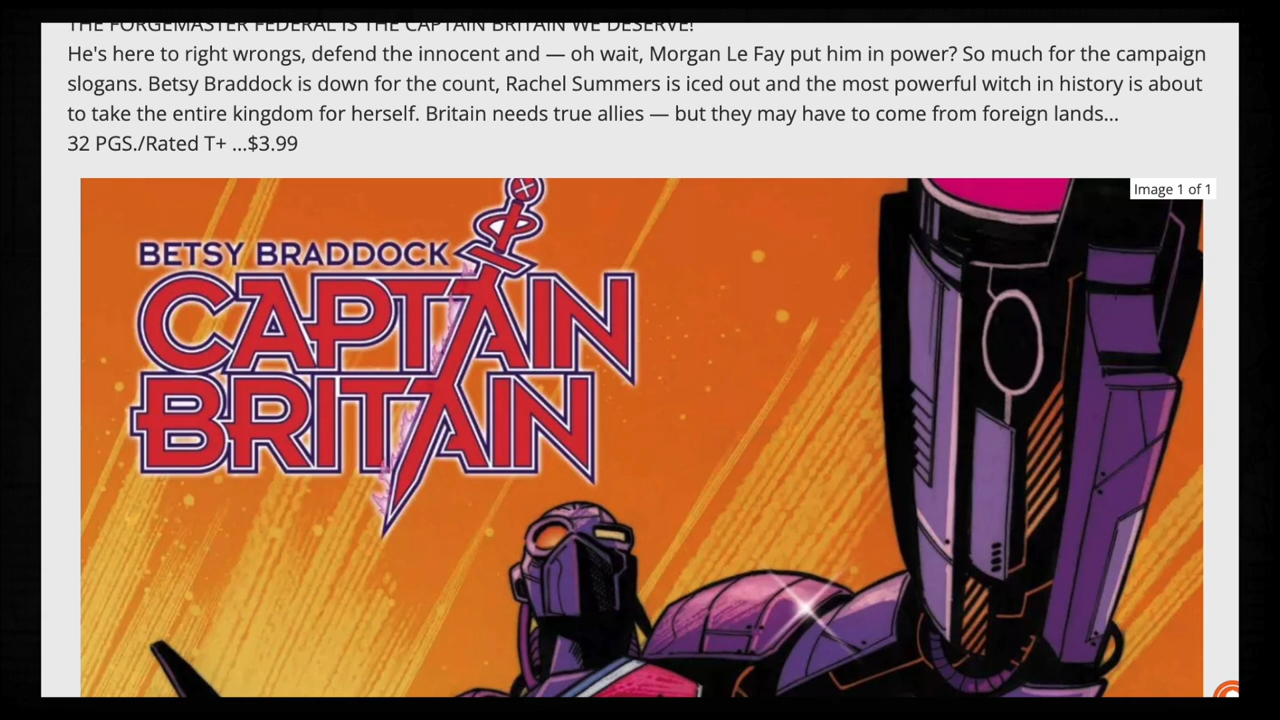 THE FORGEMASTER FEDERAL IS THE CAPTAIN BRITAIN WE DESERVE!
He's here to right wrongs, defend the innocent and — oh wait, Morgan Le Fay put him in power? So much for the campaign
slogans. Betsy Braddock is down for the count, Rachel Summers is iced out and the most powerful witch in history is about
to take the entire kingdom for herself. Britain needs true allies — but they may have to come from foreign lands...
32 PGS./Rated T+ ...$3.99
Image 1 of 1
BETSY BRADDOCK
CAPTAIN
BRITAIN